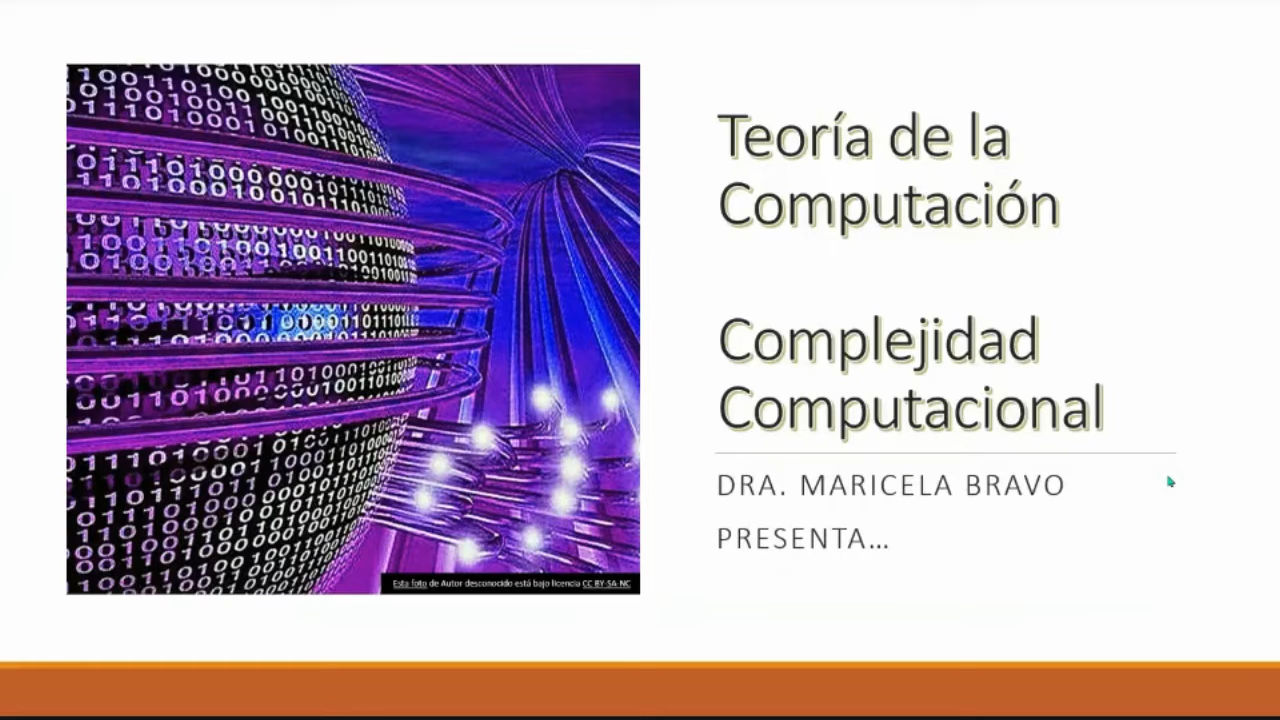 Teoría de la
Computación
Complejidad
Computacional
DRA. MARICELA BRAVO
PRESENTA…
Esta foto de Autor desconocido está bajo licencia CC BY-SA-NC